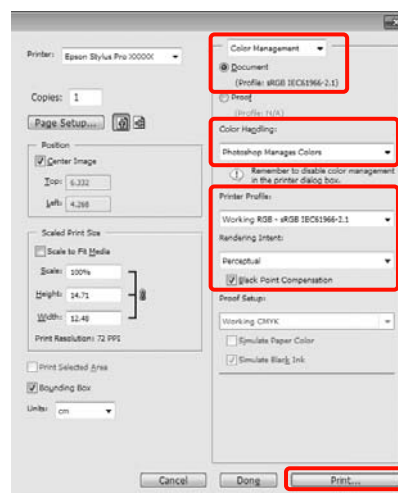 Printer: Epson Stylus Pro XXXXX
Copies: 1
Page Setup...
Position
Center Image
Top: 6.332
Left: 4.268
Scaled Print Size
Scale to Fit Media
Scale: 100%
Height: 14.71
Width: 12.48
Print Resolution: 72 PPI
Print Selected Area
Bounding Box
Units: cm
Color Management
Document
(Profile: sRGB IEC61966-2.1)
Proof
(Profile: N/A)
Color Handling:
Photoshop Manages Colors
Remember to disable color management
in the printer dialog box.
Printer Profile:
Working RGB - sRGB IEC61966-2.1
Rendering Intent:
Perceptual
Black Point Compensation
Proof Setup:
Working CMYK
Simulate Paper Color
Simulate Black Ink
Cancel
Done
Print...